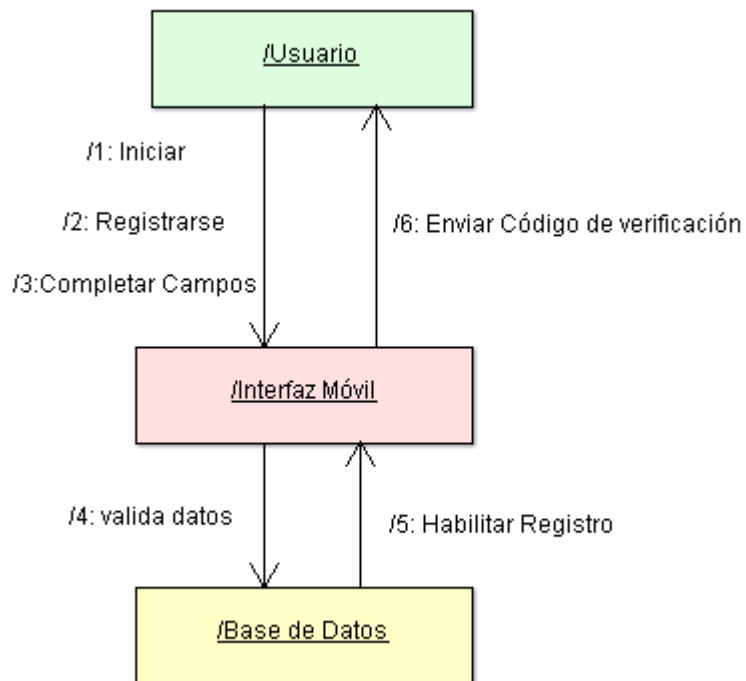 /Usuario
/1: Iniciar
/2: Registrarse
/6: Enviar Código de verificación
/3:Completar Campos
/Interfaz Móvil
/4: valida datos
/5: Habilitar Registro
/Base de Datos